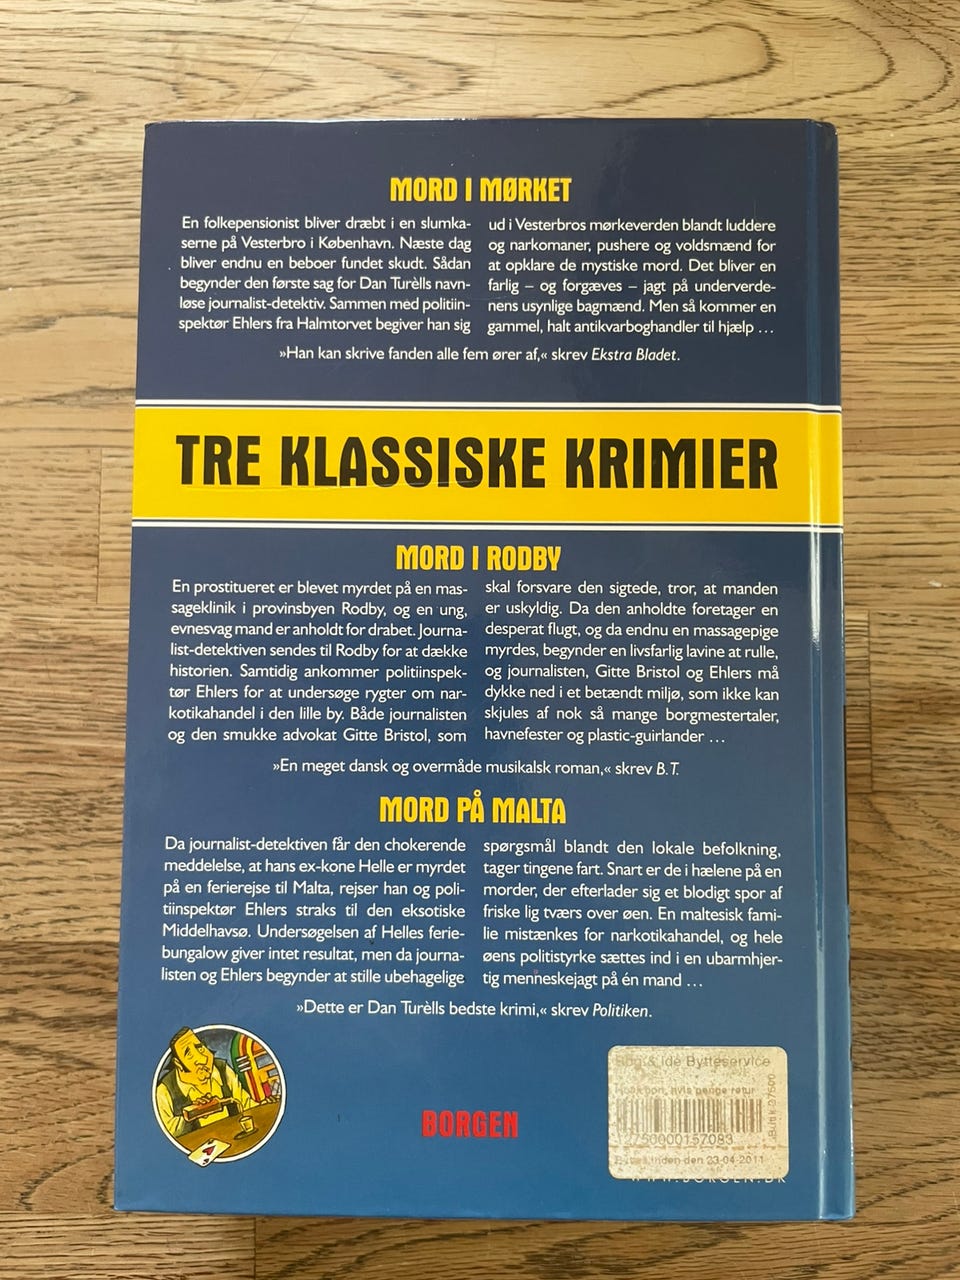 MORD I MØRKET
En folkepensionist bliver dræbt i en slumka-
serne på Vesterbro i København. Næste dag
bliver endnu en beboer fundet skudt. Sådan
begynder den første sag for Dan Turèlls navn-
løse journalist-detektiv. Sammen med politiin-
spektør Ehlers fra Halmtorvet begiver han sig
ud i Vesterbros mørkeverden blandt luddere
og narkomaner, pushere og voldsmænd for
at opklare de mystiske mord. Det bliver en
farlig – og forgæves – jagt på underverde-
nens usynlige bagmænd. Men så kommer en
gammel, halt antikvarboghandler til hjælp ...
»Han kan skrive fanden alle fem ører af,« skrev Ekstra Bladet.
TRE KLASSISKE KRIMIER
MORD I RODBY
En prostitueret er blevet myrdet på en mas-
sageklinik i provinsbyen Rodby, og en ung,
evnesvag mand er anholdt for drabet. Journa-
list-detektiven sendes til Rodby for at dække
historien. Samtidig ankommer politiinspek-
tør Ehlers for at undersøge rygter om nar-
kotikahandel i den lille by. Både journalisten
og den smukke advokat Gitte Bristol, som
skal forsvare den sigtede, tror, at manden
er uskyldig. Da den anholdte foretager en
desperat flugt, og da endnu en massagepige
myrdes, begynder en livsfarlig lavine at rulle,
og journalisten, Gitte Bristol og Ehlers må
dykke ned i et betændt miljø, som ikke kan
skjules af nok så mange borgmestertaler,
havnefester og plastic-guirlander ...
»En meget dansk og overmåde musikalsk roman,« skrev B.T.
MORD PÅ MALTA
Da journalist-detektiven får den chokerende
meddelelse, at hans ex-kone Helle er myrdet
på en ferierejse til Malta, rejser han og poli-
tiinspektør Ehlers straks til den eksotiske
Middelhavsø. Undersøgelsen af Helles ferie-
bungalow giver intet resultat, men da journa-
listen og Ehlers begynder at stille ubehagelige
spørgsmål blandt den lokale befolkning,
tager tingene fart. Snart er de i hælene på en
morder, der efterlader sig et blodigt spor af
friske lig tværs over øen. En maltesisk fami-
lie mistænkes for narkotikahandel, og hele
øens politistyrke sættes ind i en ubarmhjer-
tig menneskejagt på én mand ...
»Dette er Dan Turèlls bedste krimi,« skrev Politiken.
BORGEN
Bog & idé Bytteservice
penge retur
2750000157083
inden den 23-04-2011
WWW.BORGEN.DK